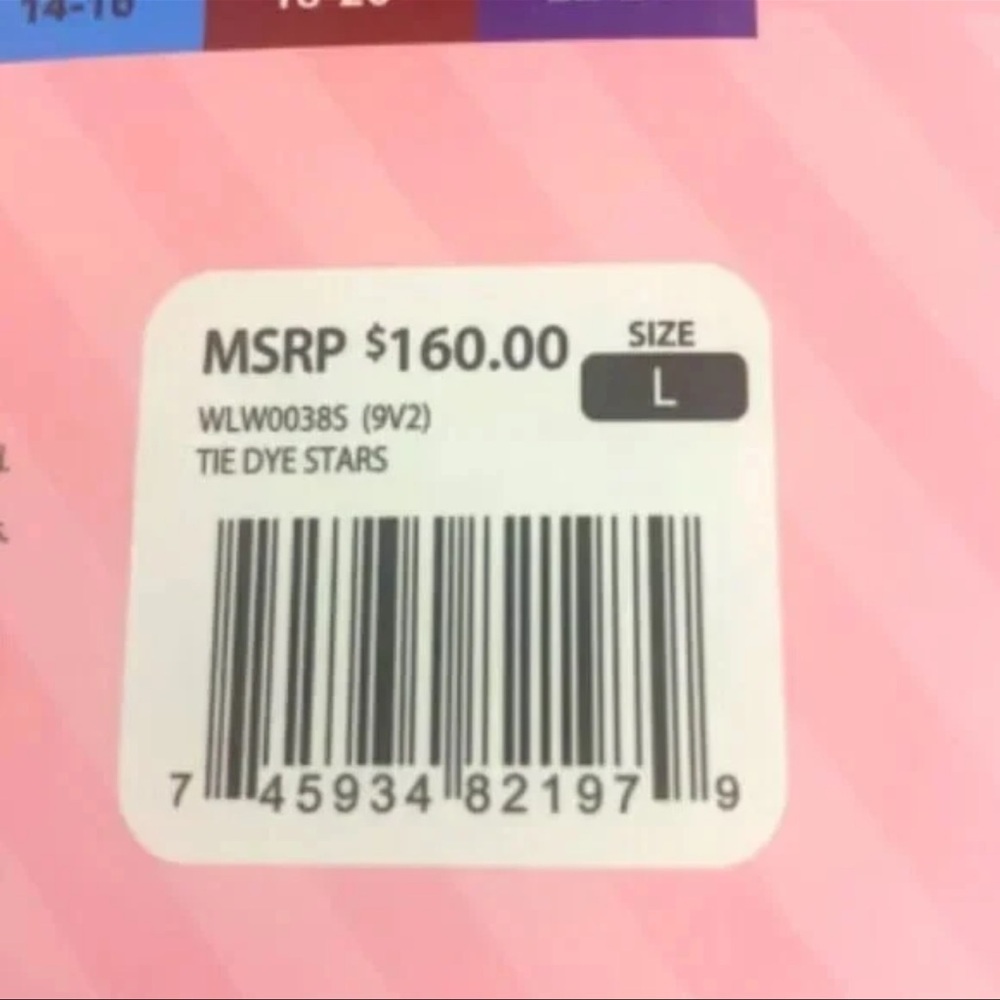 14-16
MSRP $160.00
SIZE
L
WLW0038S (9V2)
TIE DYE STARS
7 45934 82197 9